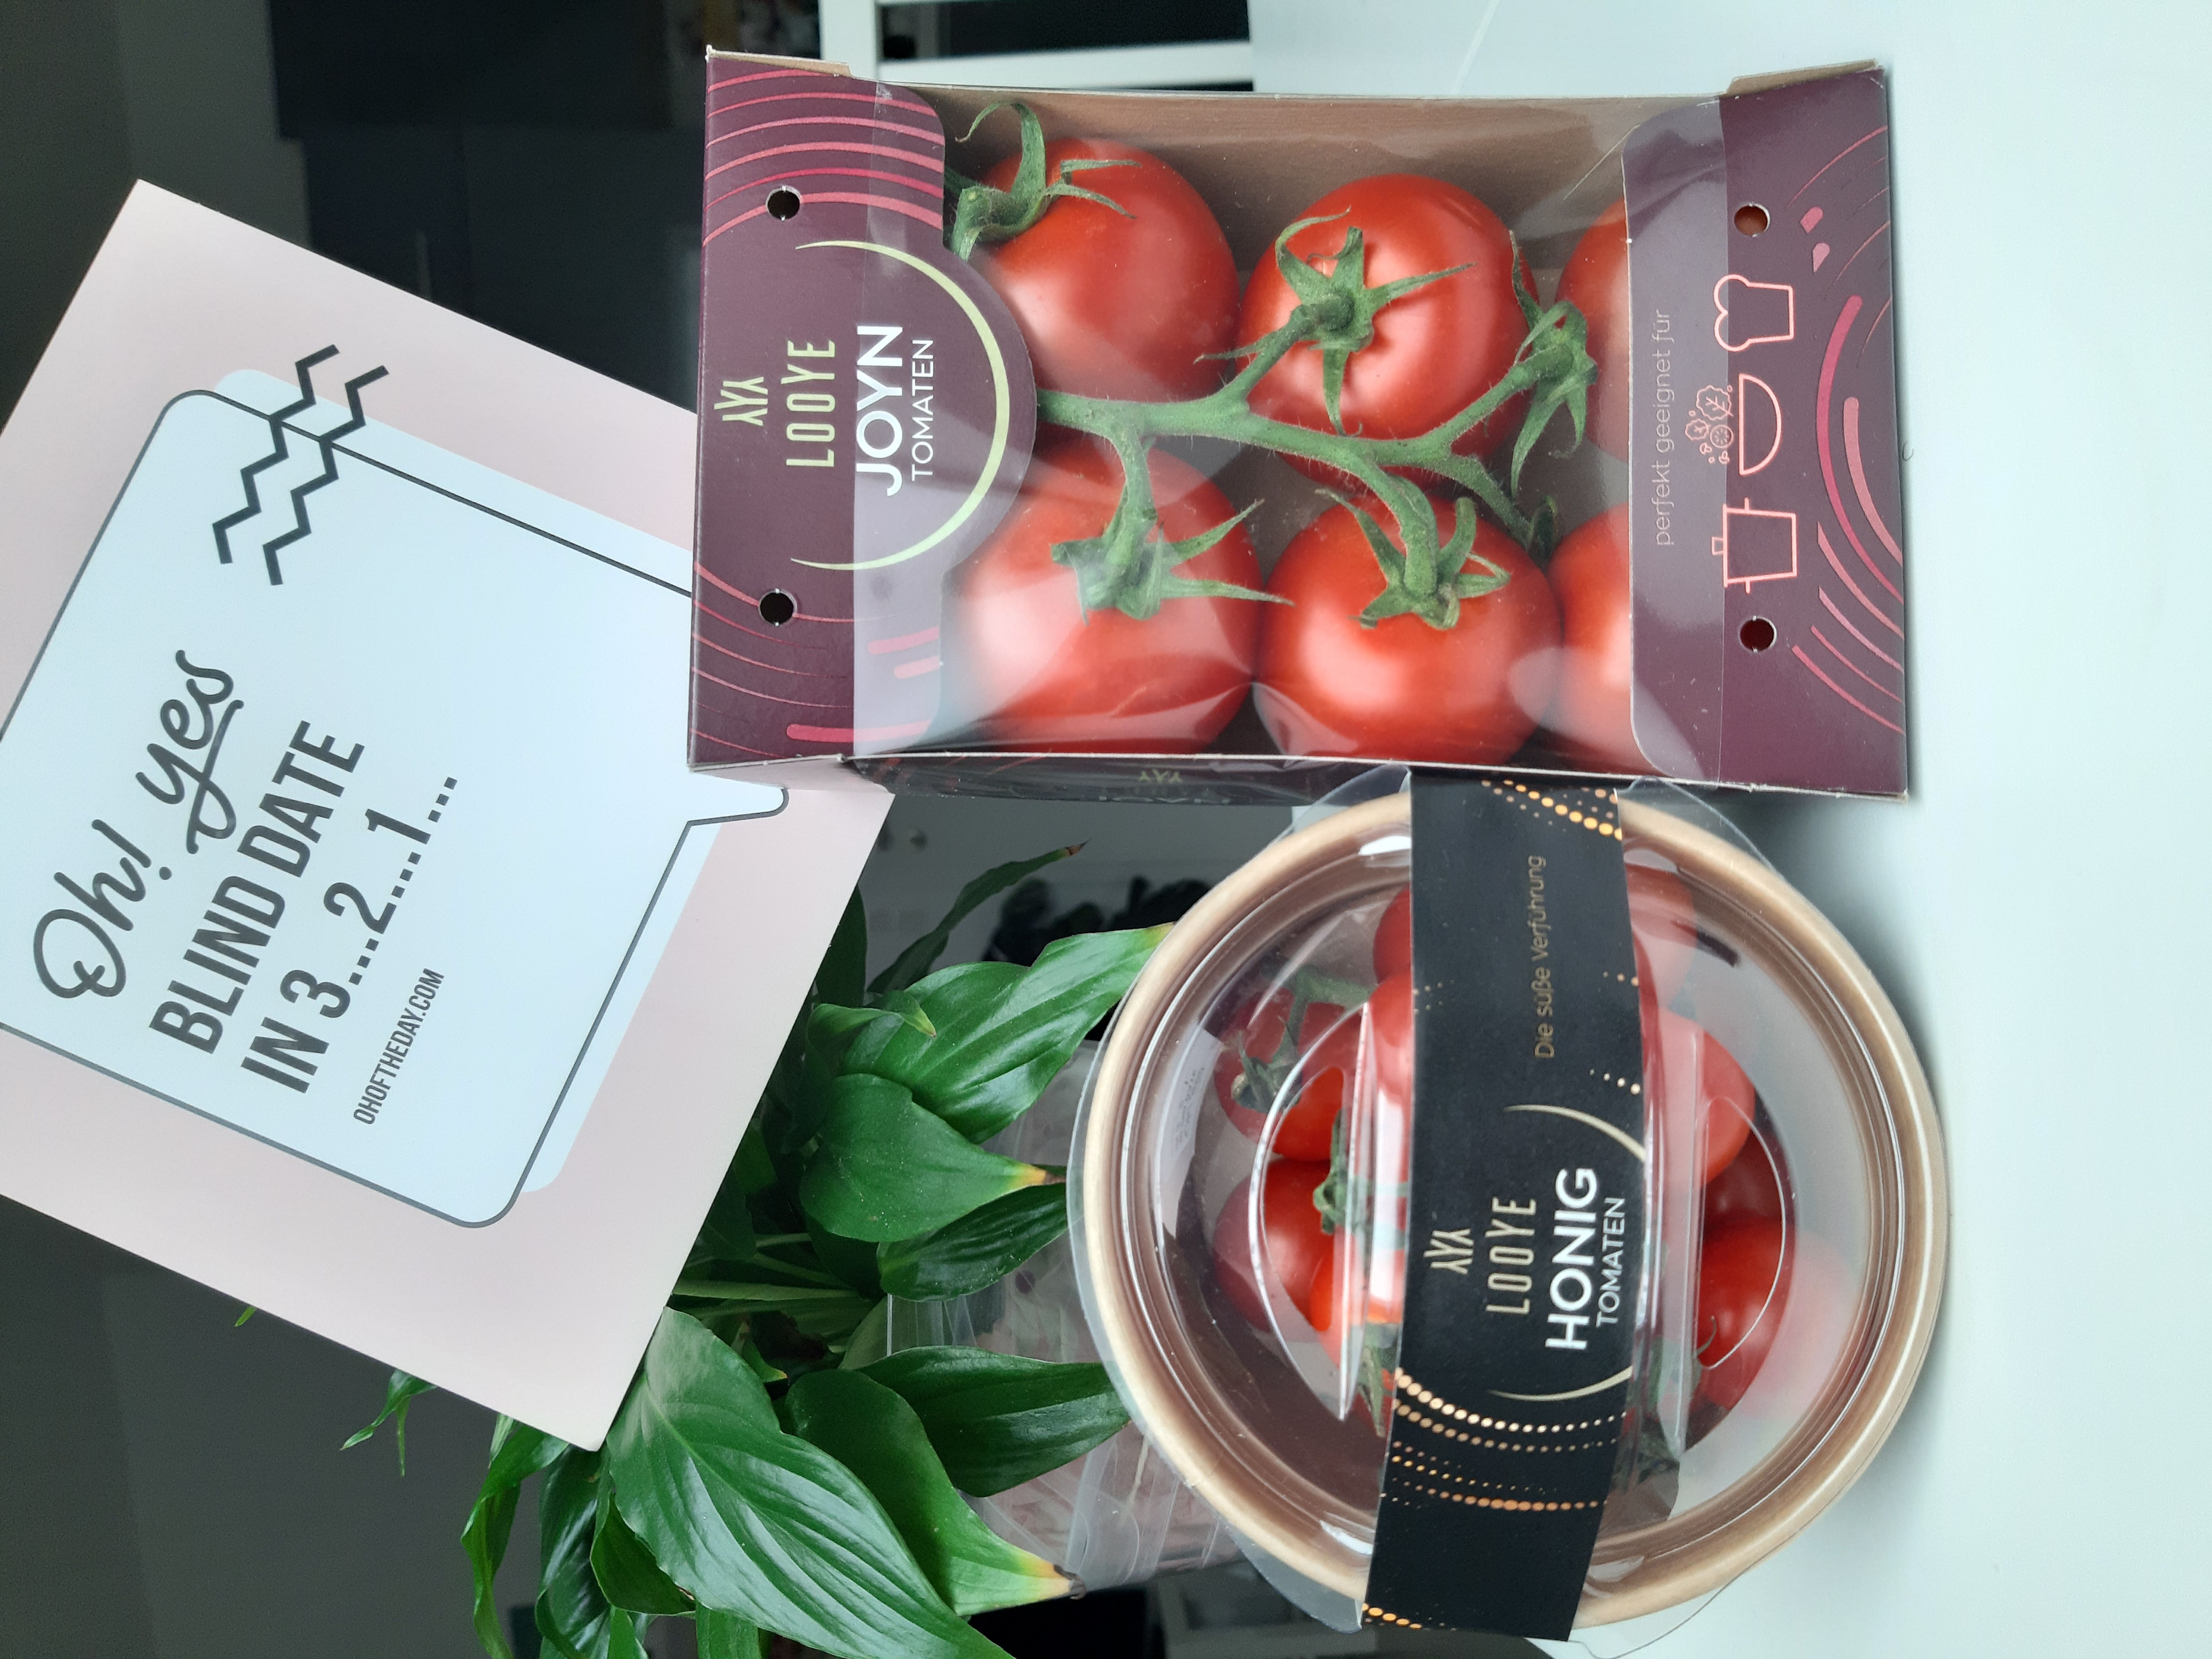 Oh! yes
BLIND DATE
IN 3...2...1...
OHOFTHEDAY.COM
LOOYE
JOYN
TOMATEN
perfekt geeignet für
LOOYE
HONIG
TOMATEN
Die süße Verführung